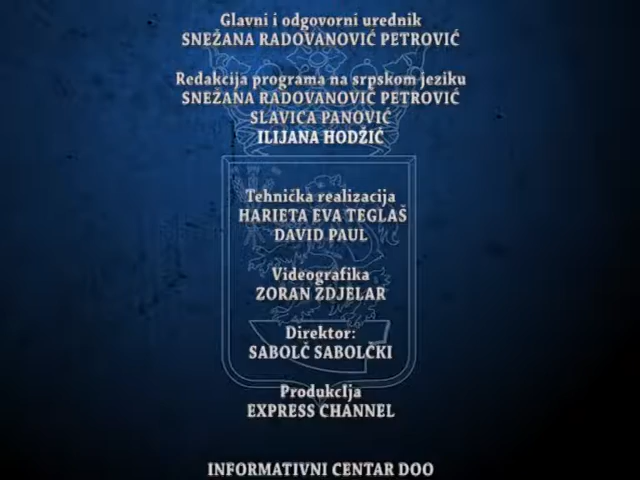 Glavni i odgovorni urednik
SNEŽANA RADOVANOVIĆ PETROVIĆ
Redakcija programa na srpskom jeziku
SNEŽANA RADOVANOVIĆ PETROVIĆ
SLAVICA PANOVIĆ
ILIJANA HODŽIĆ
Tehnička realizacija
HARIETA EVA TEGLAŠ
DAVID PAUL
Videografika
ZORAN ZDJELAR
Direktor:
SABOLČ SABOLČKI
ProdukcIja
EXPRESS CHANNEL
INFORMATIVNI CENTAR DOO